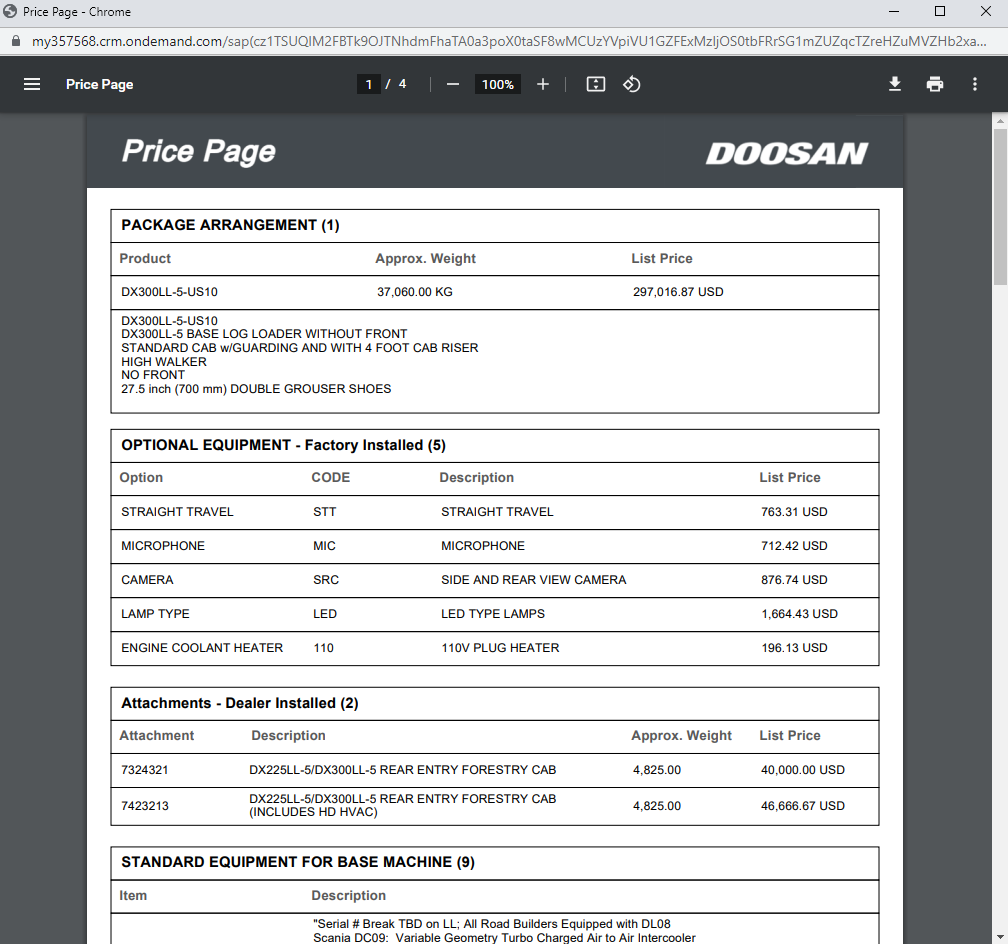 Price Page - Chrome
my357568.crm.ondemand.com/sap(cz1TSUQlM2FBTk9OJTNhdmFhaTA0a3poX0taSF8wMCUzYVpiVU1GZFExMzljOS0tbFRrSG1mZUZqcTZreHZuMVZHb2xa...
Price Page 1 / 4 100%
Price Page DOOSAN
PACKAGE ARRANGEMENT (1)
Product Approx. Weight List Price
DX300LL-5-US10 37,060.00 KG 297,016.87 USD
DX300LL-5-US10
DX300LL-5 BASE LOG LOADER WITHOUT FRONT
STANDARD CAB w/GUARDING AND WITH 4 FOOT CAB RISER
HIGH WALKER
NO FRONT
27.5 inch (700 mm) DOUBLE GROUSER SHOES
OPTIONAL EQUIPMENT - Factory Installed (5)
Option CODE Description List Price
STRAIGHT TRAVEL STT STRAIGHT TRAVEL 763.31 USD
MICROPHONE MIC MICROPHONE 712.42 USD
CAMERA SRC SIDE AND REAR VIEW CAMERA 876.74 USD
LAMP TYPE LED LED TYPE LAMPS 1,664.43 USD
ENGINE COOLANT HEATER 110 110V PLUG HEATER 196.13 USD
Attachments - Dealer Installed (2)
Attachment Description Approx. Weight List Price
7324321 DX225LL-5/DX300LL-5 REAR ENTRY FORESTRY CAB 4,825.00 40,000.00 USD
7423213 DX225LL-5/DX300LL-5 REAR ENTRY FORESTRY CAB 4,825.00 46,666.67 USD
(INCLUDES HD HVAC)
STANDARD EQUIPMENT FOR BASE MACHINE (9)
Item Description
"Serial # Break TBD on LL; All Road Builders Equipped with DL08
Scania DC09: Variable Geometry Turbo Charged Air to Air Intercooler